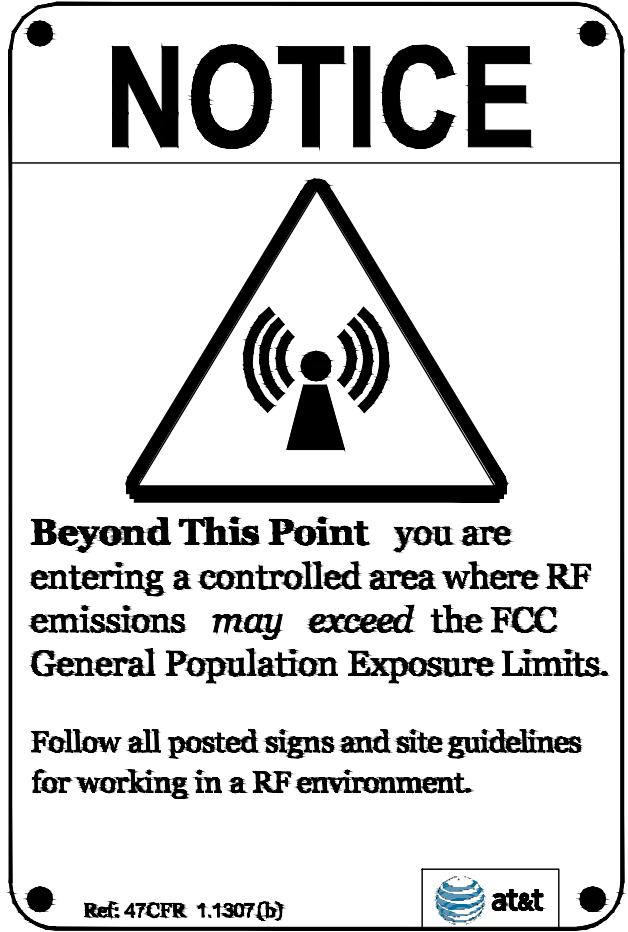 NOTICE
Beyond This Point you are
entering a controlled area where RF
emissions may exceed the FCC
General Population Exposure Limits.
Follow all posted signs and site guidelines
for working in a RF environment.
Ref: 47CFR 1.1307(b)
at&t